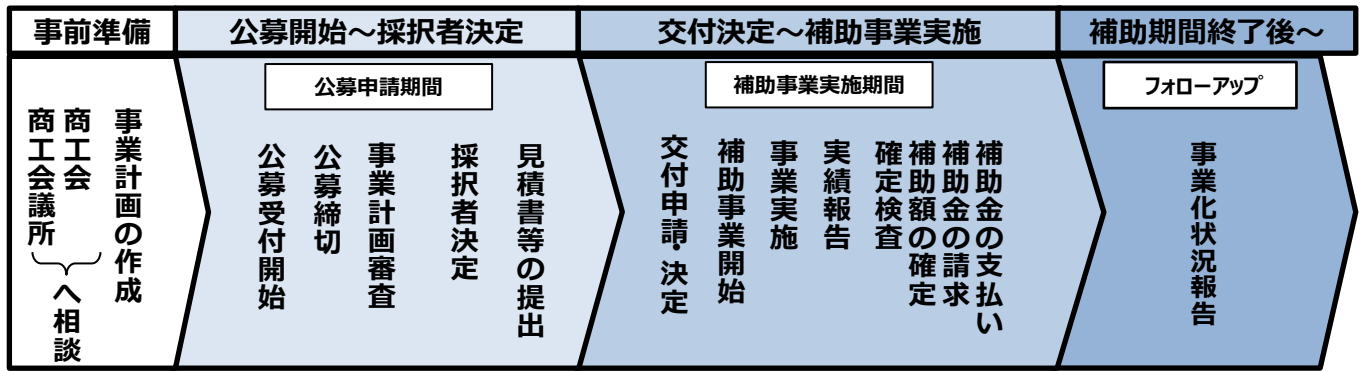 事前準備
商工会議所
商工会
へ相談
事業計画の作成
公募開始～採択者決定
公募申請期間
公募受付開始
公募締切
事業計画審査
採択者決定
見積書等の提出
交付決定～補助事業実施
補助事業実施期間
交付申請・決定
補助事業開始
事業実施
実績報告
確定検査
補助額の確定
補助金の請求
補助金の支払い
補助期間終了後～
フォローアップ
事業化状況報告